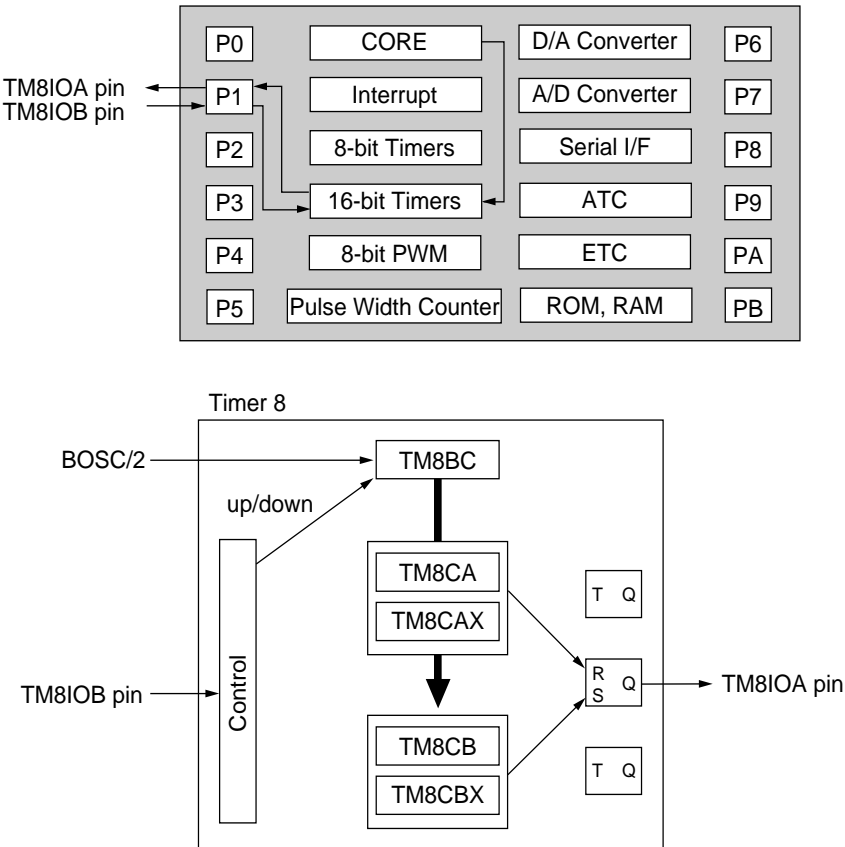 P0 CORE D/A Converter P6
TM8IOA pin P1 Interrupt A/D Converter P7
TM8IOB pin
P2 8-bit Timers Serial I/F P8
P3 16-bit Timers ATC P9
P4 8-bit PWM ETC PA
P5 Pulse Width Counter ROM, RAM PB
Timer 8
BOSC/2 TM8BC
up/down
TM8CA
T Q
TM8CAX
Control
TM8IOB pin
R
S
Q
TM8IOA pin
TM8CB
T Q
TM8CBX